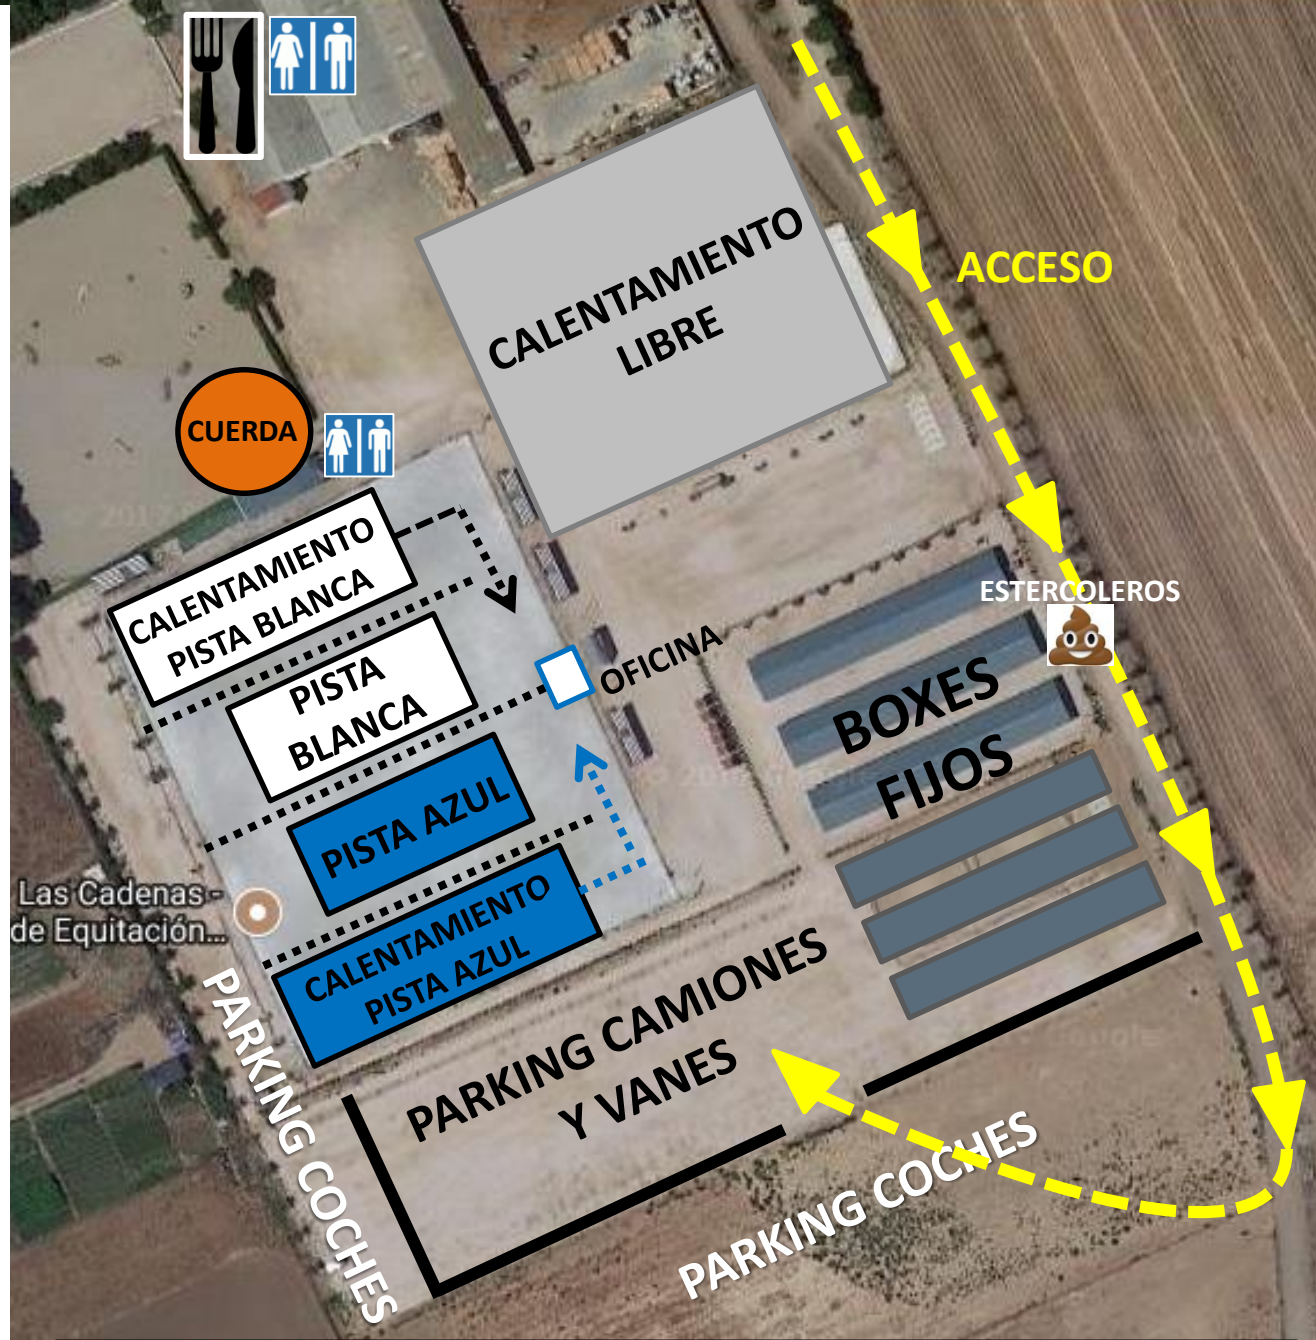 ACCESO
CALENTAMIENTO
LIBRE
CUERDA
CALENTAMIENTO
PISTA BLANCA
PISTA
BLANCA
OFICINA
ESTERCOLEROS
BOXES
FIJOS
PISTA AZUL
CALENTAMIENTO
PISTA AZUL
Las Cadenas -
de Equitación...
PARKING CAMIONES
Y VANES
PARKING COCHES
PARKING COCHES